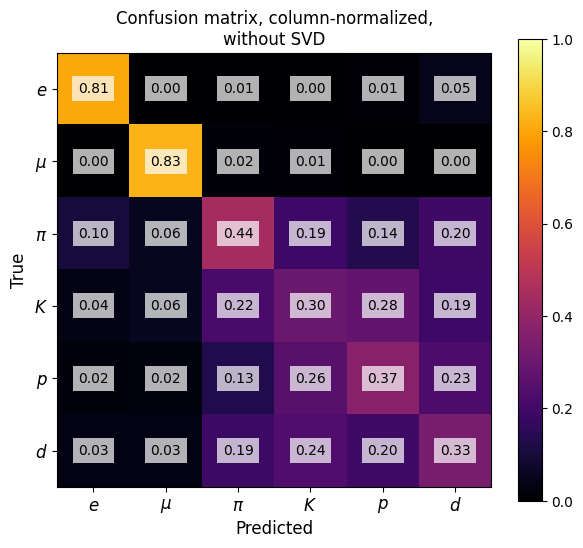 Confusion matrix, column-normalized,
without SVD
e 0.81 0.00 0.01 0.00 0.01 0.05
μ 0.00 0.83 0.02 0.01 0.00 0.00
π 0.10 0.06 0.44 0.19 0.14 0.20
K 0.04 0.06 0.22 0.30 0.28 0.19
p 0.02 0.02 0.13 0.26 0.37 0.23
d 0.03 0.03 0.19 0.24 0.20 0.33
e μ π K p d
Predicted
True
1.0
0.8
0.6
0.4
0.2
0.0